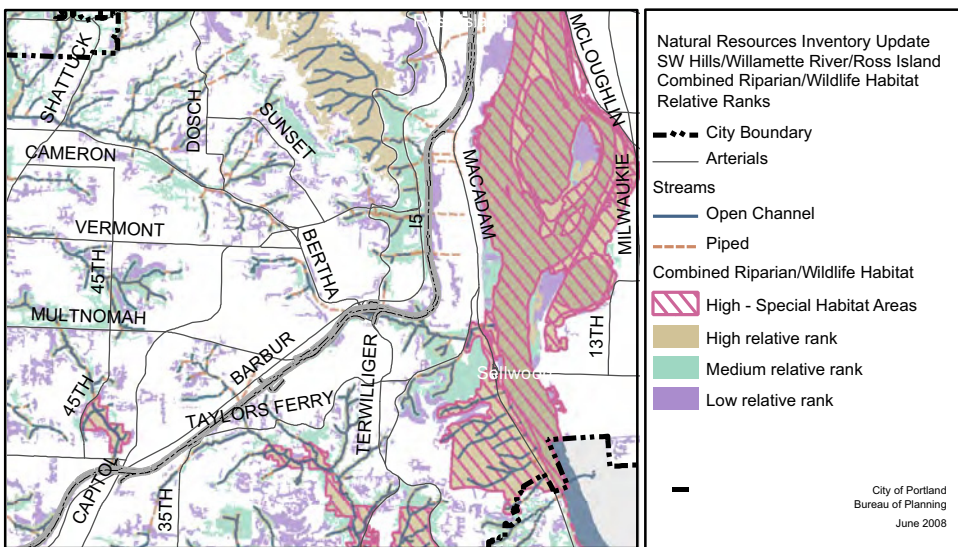 SHATTUCK
DOSCH
SUNSET
CAMERON
VERMONT
45TH
BERTHA
MULTNOMAH
BARBUR
45TH
TAYLORS FERRY
TERWILLIGER
CAPITOL
35TH
I5
MACADAM
MCLOUGHLIN
MILWAUKIE
13TH
Sellwood
Natural Resources Inventory Update
SW Hills/Willamette River/Ross Island
Combined Riparian/Wildlife Habitat
Relative Ranks
City Boundary
Arterials
Streams
Open Channel
Piped
Combined Riparian/Wildlife Habitat
High - Special Habitat Areas
High relative rank
Medium relative rank
Low relative rank
City of Portland
Bureau of Planning
June 2008